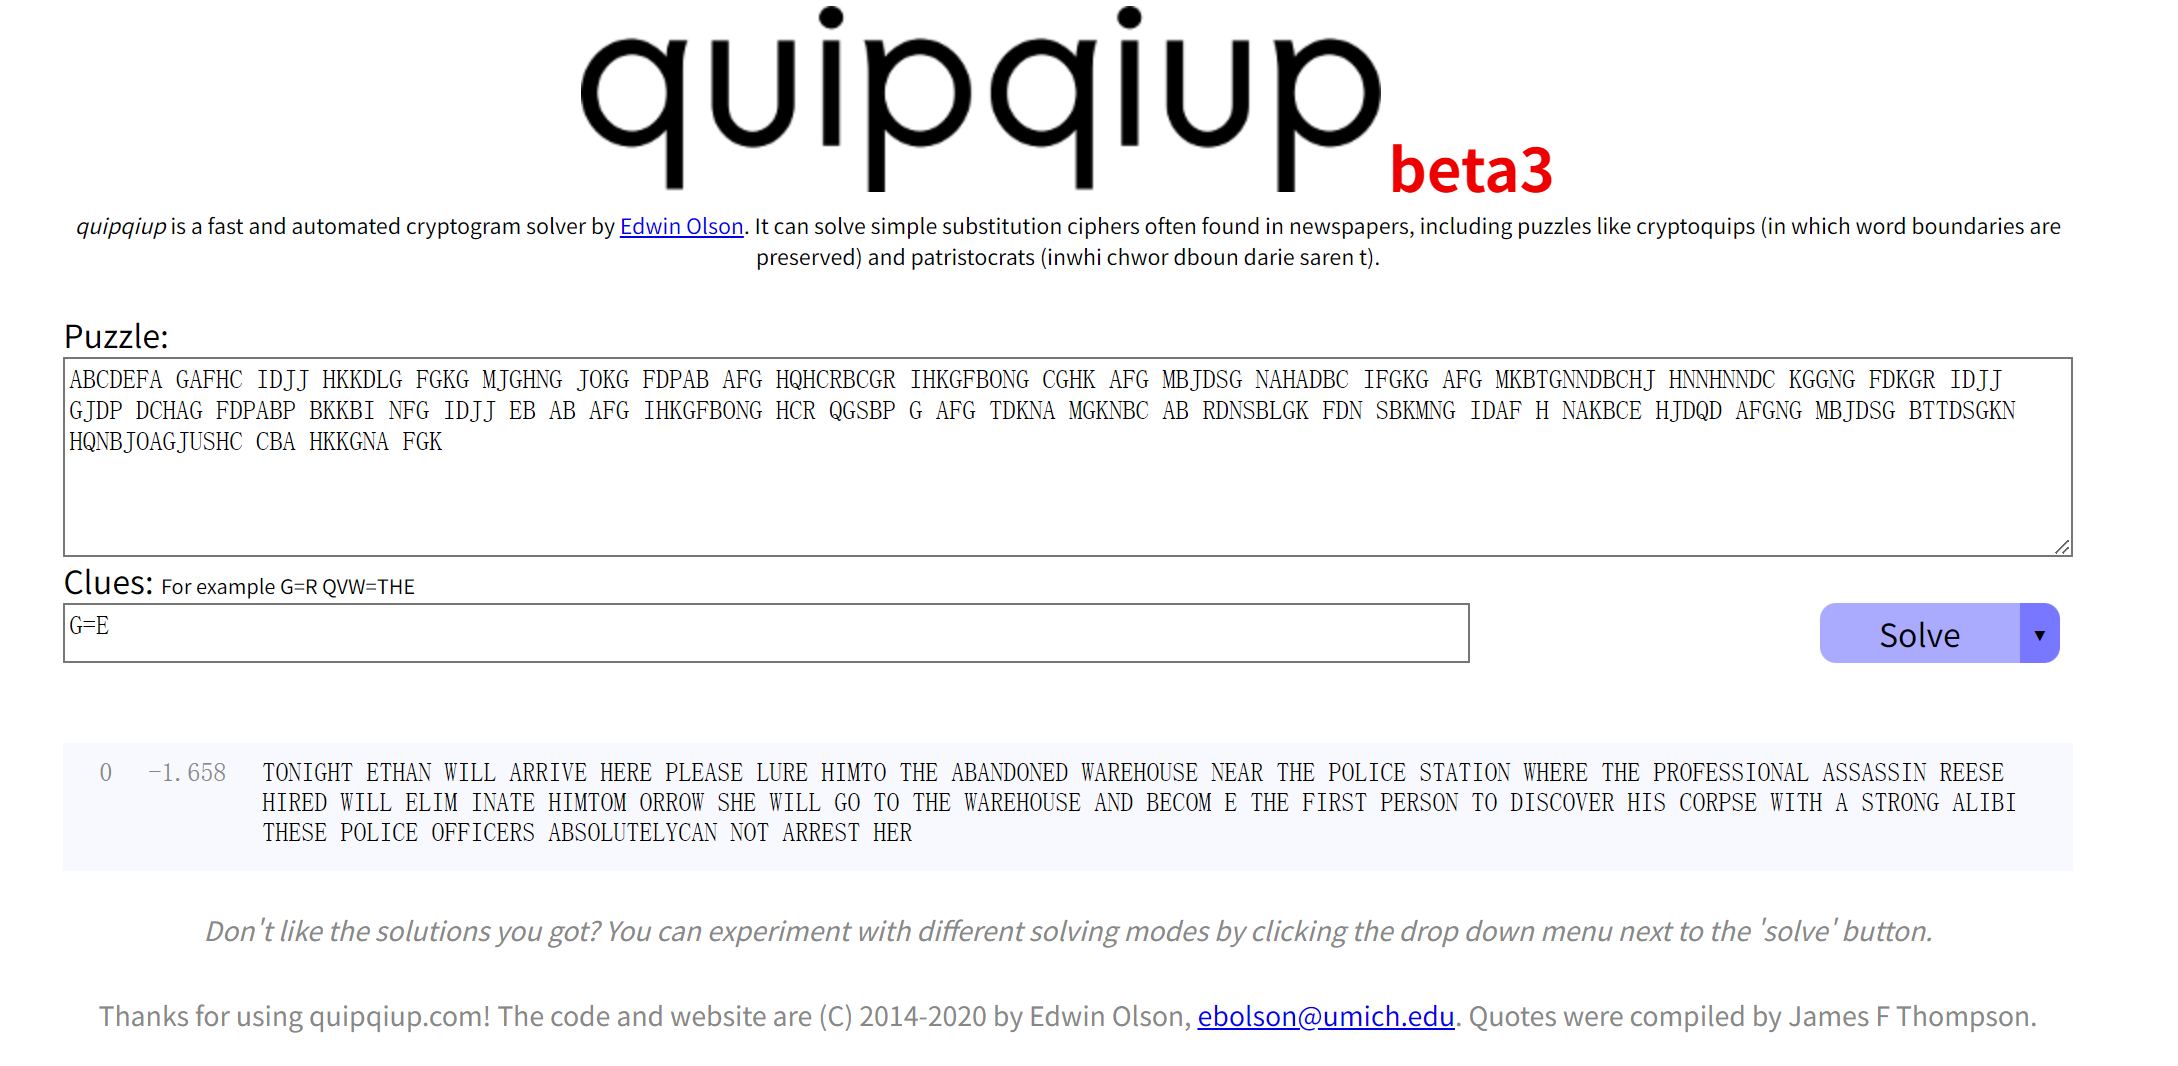 quipqiup beta3
quipqiup is a fast and automated cryptogram solver by Edwin Olson. It can solve simple substitution ciphers often found in newspapers, including puzzles like cryptoquips (in which word boundaries are
preserved) and patristocrats (inwhi chwor dboun darie saren t).
Puzzle:
ABCDEFA GAFHC IDJJ HKKDLG FGKG MJGHNG JOKG FDPAB AFG HQHCRBCGR IHKGFBONG CGHK AFG MBJDSG NAHADBC IFGKG AFG MKBTGNNDBCHJ HNNHNNDC KGGNG FDKGR IDJJ
GJDP DCHAG FDPABP BKKBI NFG IDJJ EB AB AFG IHKGFBONG HCR QGSBP G AFG TDKNA MGKNBC AB RDNSBLGK FDN SBKMNG IDAF H NAKBCE HJDQD AFGNG MBJDSG BTTDSGKN
HQNBJOAGJUSHC CBA HKKGNA FGK
Clues: For example G=R QVW=THE
G=E
Solve ▼
0 -1.658 TONIGHT ETHAN WILL ARRIVE HERE PLEASE LURE HIMTO THE ABANDONED WAREHOUSE NEAR THE POLICE STATION WHERE THE PROFESSIONAL ASSASSIN REESE
HIRED WILL ELIM INATE HIMTOM ORROW SHE WILL GO TO THE WAREHOUSE AND BECOM E THE FIRST PERSON TO DISCOVER HIS CORPSE WITH A STRONG ALIBI
THESE POLICE OFFICERS ABSOLUTELYCAN NOT ARREST HER
Don't like the solutions you got? You can experiment with different solving modes by clicking the drop down menu next to the 'solve' button.
Thanks for using quipqiup.com! The code and website are (C) 2014-2020 by Edwin Olson, ebolson@umich.edu. Quotes were compiled by James F Thompson.